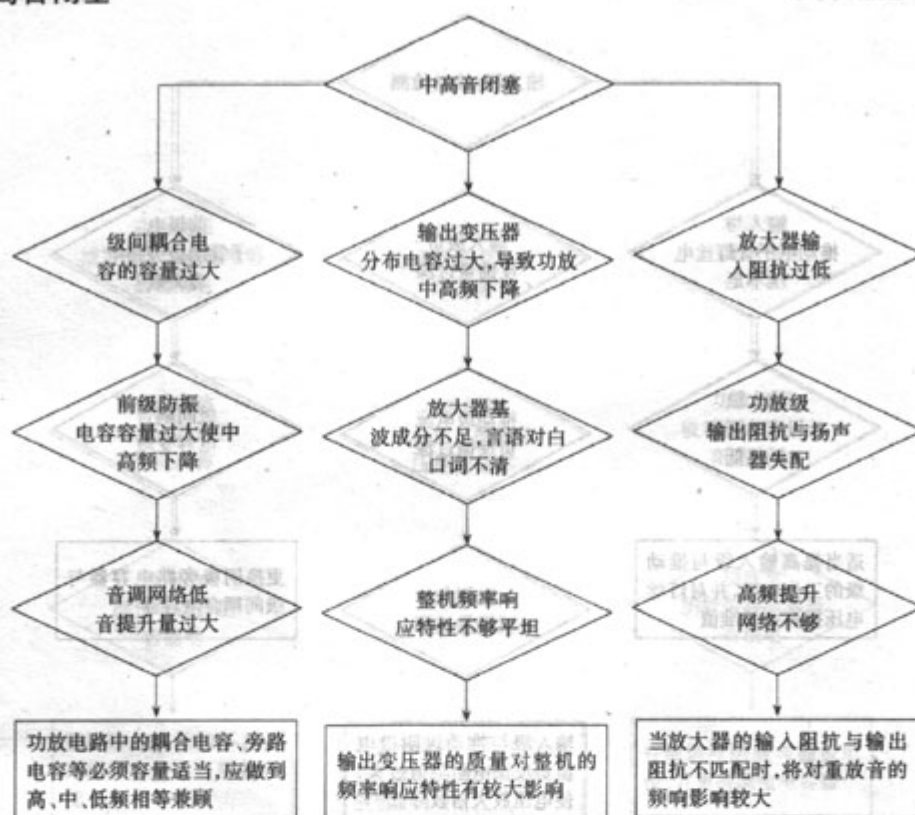 中高音闭塞
级间耦合电
容的容量过大
输出变压器
分布电容过大,导致功放
中高频下降
放大器输
入阻抗过低
前级防振
电容容量过大使中
高频下降
放大器基
波成分不足,言语对白
口词不清
功放级
输出阻抗与扬声
器失配
音调网络低
音提升量过大
整机频率响
应特性不够平坦
高频提升
网络不够
功放电路中的耦合电容、旁路
电容等必须容量适当,应做到
高、中、低频相等兼顾
输出变压器的质量对整机的
频率响应特性有较大影响
当放大器的输入阻抗与输出
阻抗不匹配时,将对重放音的
频响影响较大